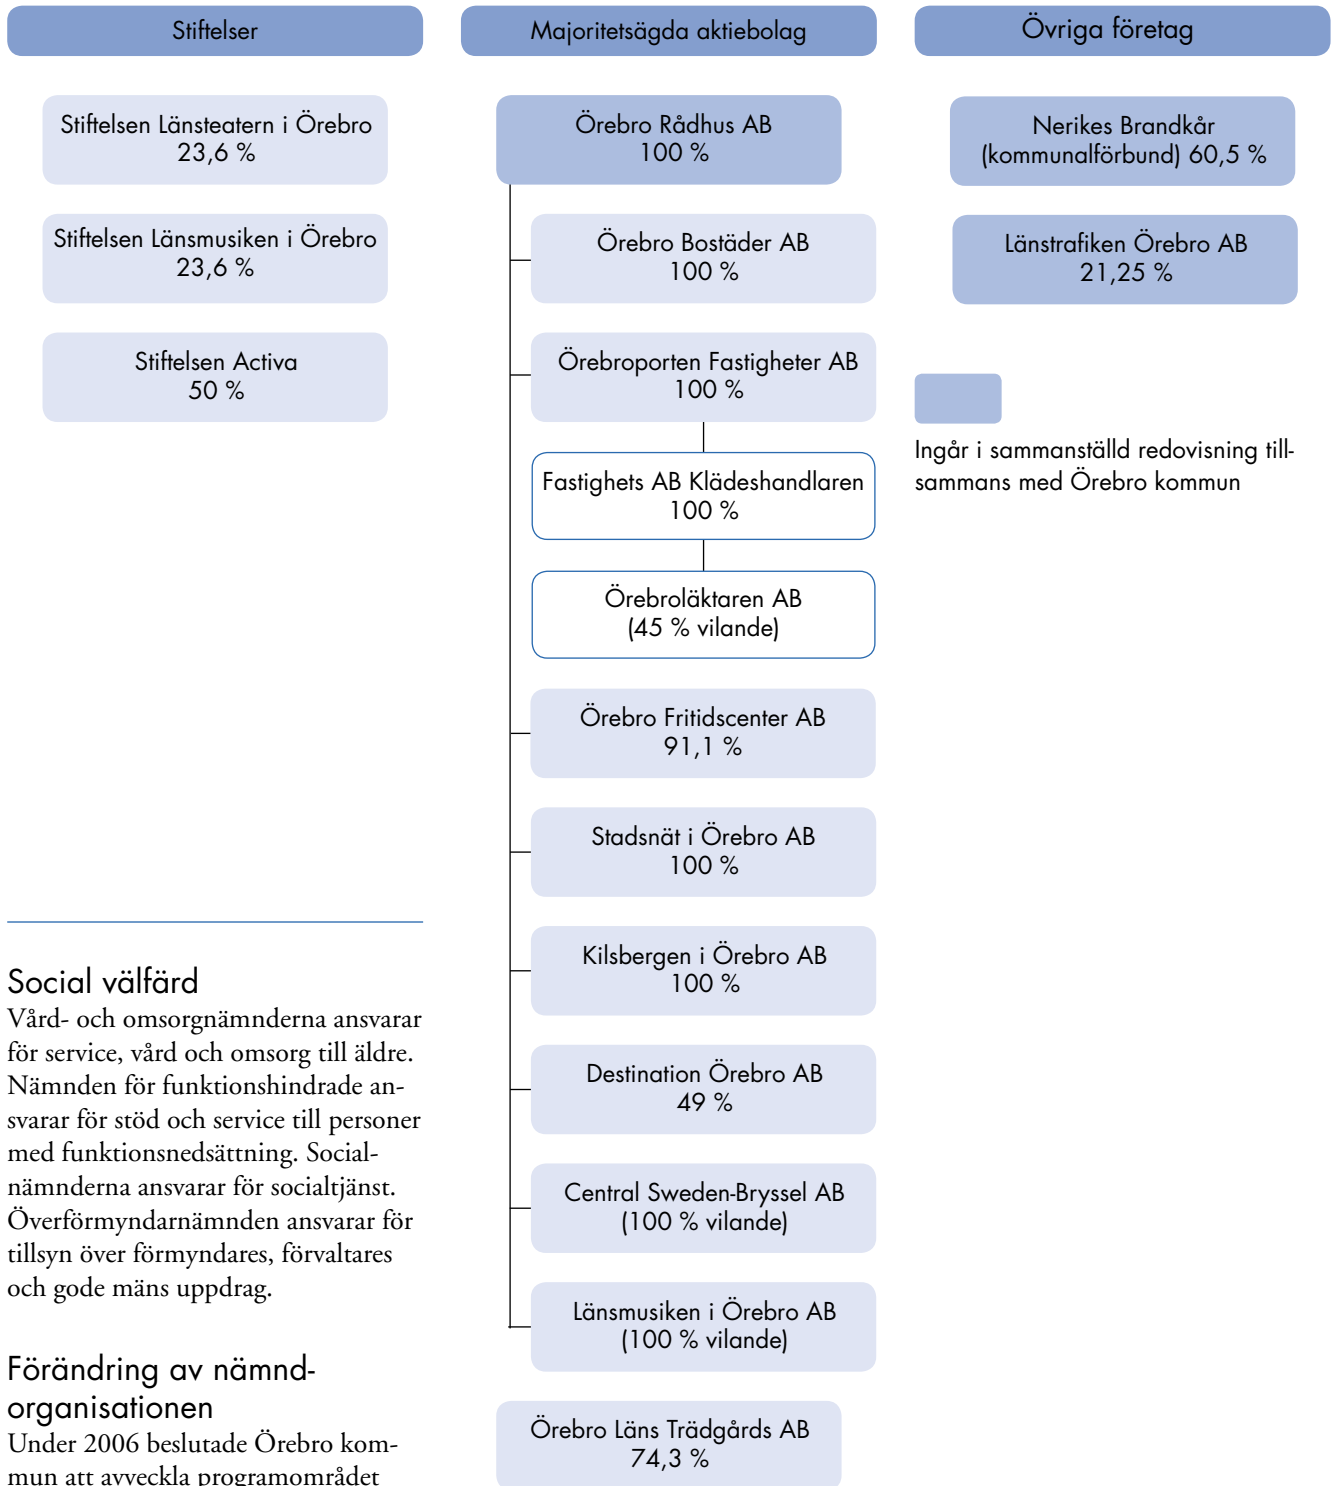 Stiftelser
Stiftelsen Länsteatern i Örebro
23,6 %
Stiftelsen Länsmusiken i Örebro
23,6 %
Stiftelsen Activa
50 %
Majoritetsägda aktiebolag
Örebro Rådhus AB
100 %
Örebro Bostäder AB
100 %
Örebroporten Fastigheter AB
100 %
Fastighets AB Klädeshandlaren
100 %
Örebroläktaren AB
(45 % vilande)
Örebro Fritidscenter AB
91,1 %
Stadsnät i Örebro AB
100 %
Kilsbergen i Örebro AB
100 %
Destination Örebro AB
49 %
Central Sweden-Bryssel AB
(100 % vilande)
Länsmusiken i Örebro AB
(100 % vilande)
Örebro Läns Trädgårds AB
74,3 %
Övriga företag
Nerikes Brandkår
(kommunalförbund) 60,5 %
Länstrafiken Örebro AB
21,25 %
Ingår i sammanställd redovisning till-
sammans med Örebro kommun
Social välfärd
Vård- och omsorgnämnderna ansvarar
för service, vård och omsorg till äldre.
Nämnden för funktionshindrade an-
svarar för stöd och service till personer
med funktionsnedsättning. Social-
nämnderna ansvarar för socialtjänst.
Överförmyndarnämnden ansvarar för
tillsyn över förmyndares, förvaltares
och gode mäns uppdrag.
Förändring av nämnd-
organisationen
Under 2006 beslutade Örebro kom-
mun att avveckla programområdet